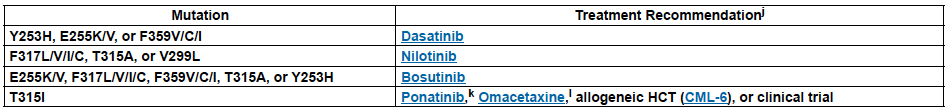 Mutation Treatment Recommendationj
Y253H, E255K/V, or F359V/C/I Dasatinib
F317L/V/I/C, T315A, or V299L Nilotinib
E255K/V, F317L/V/I/C, F359V/C/I, T315A, or Y253H Bosutinib
T315I Ponatinib,k Omacetaxine,l allogeneic HCT (CML-6), or clinical trial